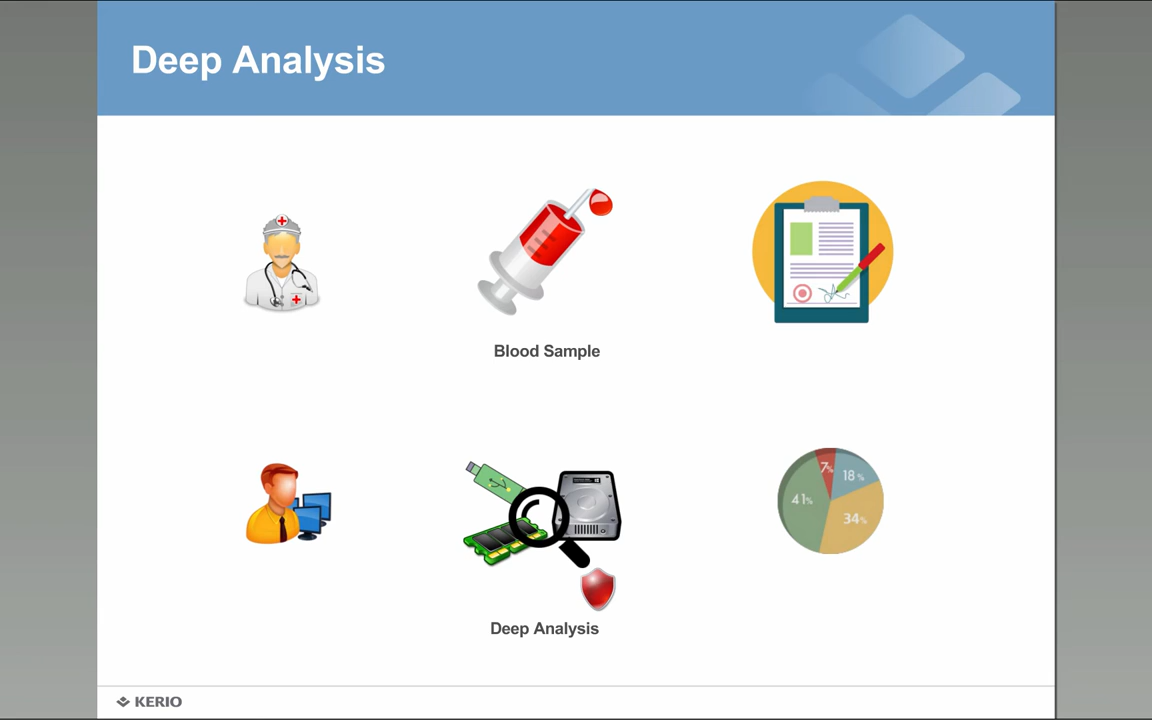 Deep Analysis
Blood Sample
7%
18%
41%
34%
Deep Analysis
KERIO